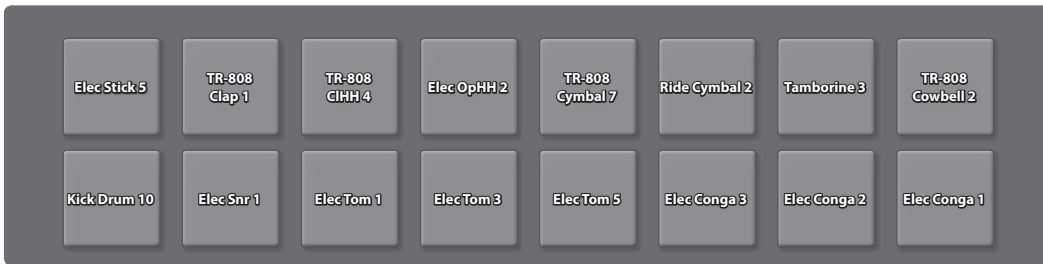 Elec Stick 5
TR-808
Clap 1
TR-808
ClHH 4
Elec OpHH 2
TR-808
Cymbal 7
Ride Cymbal 2
Tamborine 3
TR-808
Cowbell 2
Kick Drum 10
Elec Snr 1
Elec Tom 1
Elec Tom 3
Elec Tom 5
Elec Conga 3
Elec Conga 2
Elec Conga 1